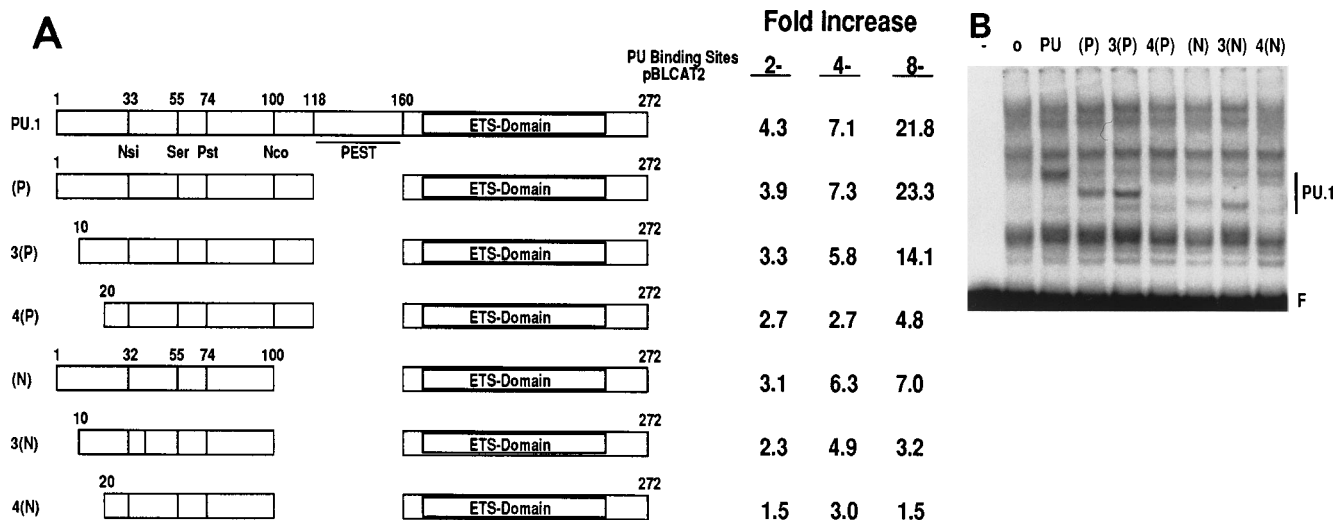 A
Fold Increase
PU Binding Sites
pBLCAT2
2- 4- 8-
1 33 55 74 100 118 160 272
PU.1 ETS-Domain 4.3 7.1 21.8
Nsi Ser Pst Nco PEST
1 272
(P) ETS-Domain 3.9 7.3 23.3
10 272
3(P) ETS-Domain 3.3 5.8 14.1
20 272
4(P) ETS-Domain 2.7 2.7 4.8
1 32 55 74 100 272
(N) ETS-Domain 3.1 6.3 7.0
10 272
3(N) ETS-Domain 2.3 4.9 3.2
20 272
4(N) ETS-Domain 1.5 3.0 1.5
B
- o PU (P) 3(P) 4(P) (N) 3(N) 4(N)
PU.1
F